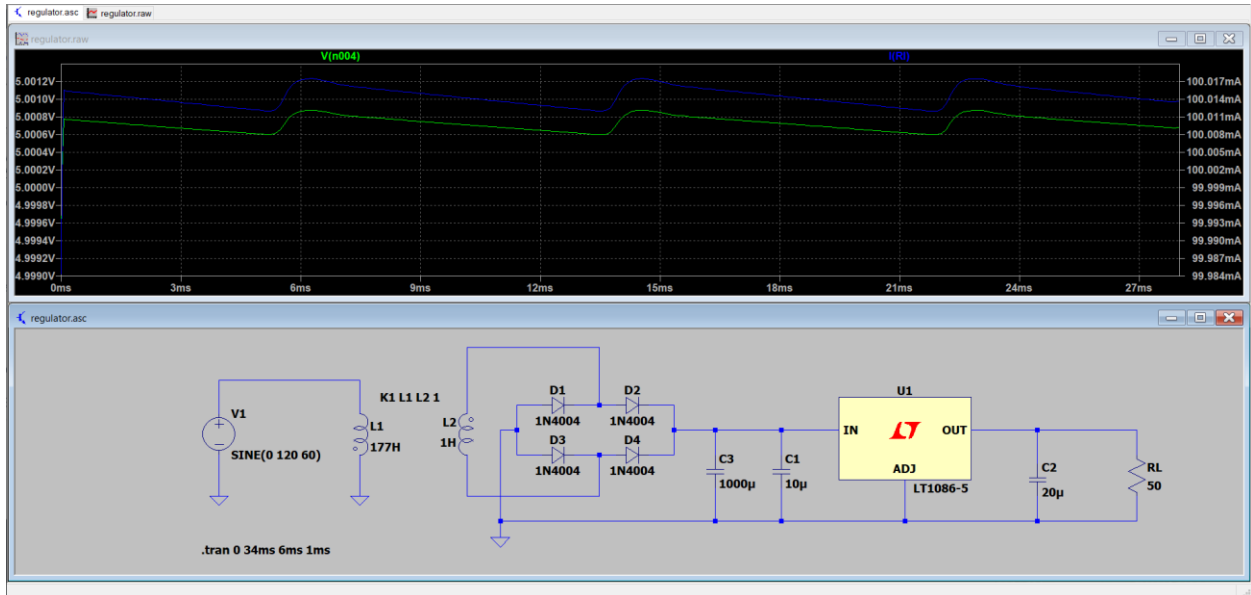 regulator.asc regulator.raw
regulator.raw
V(n004) I(Rl)
5.0012V
5.0010V
5.0008V
5.0006V
5.0004V
5.0002V
5.0000V
4.9998V
4.9996V
4.9994V
4.9992V
4.9990V
100.017mA
100.014mA
100.011mA
100.008mA
100.005mA
100.002mA
99.999mA
99.996mA
99.993mA
99.990mA
99.987mA
99.984mA
0ms 3ms 6ms 9ms 12ms 15ms 18ms 21ms 24ms 27ms
regulator.asc
K1 L1 L2 1
V1
SINE(0 120 60)
L1
177H
L2
1H
D1
1N4004
D2
1N4004
D3
1N4004
D4
1N4004
C3
1000µ
C1
10µ
U1
IN OUT
ADJ
LT1086-5
C2
20µ
RL
50
.tran 0 34ms 6ms 1ms